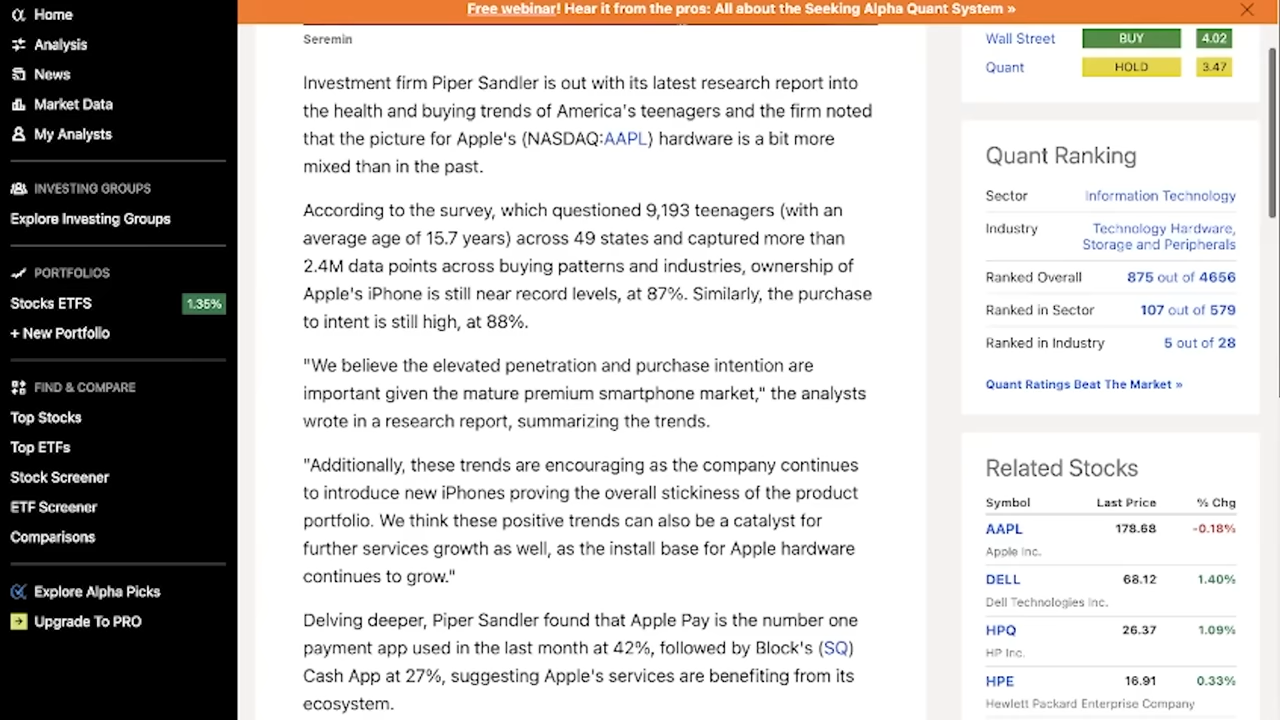 Free webinar! Hear it from the pros: All about the Seeking Alpha Quant System »
Home
Analysis
News
Market Data
My Analysts
INVESTING GROUPS
Explore Investing Groups
PORTFOLIOS
Stocks ETFS 1.35%
+ New Portfolio
FIND & COMPARE
Top Stocks
Top ETFs
Stock Screener
ETF Screener
Comparisons
Explore Alpha Picks
Upgrade To PRO
Seremin
Investment firm Piper Sandler is out with its latest research report into
the health and buying trends of America's teenagers and the firm noted
that the picture for Apple's (NASDAQ:AAPL) hardware is a bit more
mixed than in the past.
According to the survey, which questioned 9,193 teenagers (with an
average age of 15.7 years) across 49 states and captured more than
2.4M data points across buying patterns and industries, ownership of
Apple's iPhone is still near record levels, at 87%. Similarly, the purchase
to intent is still high, at 88%.
"We believe the elevated penetration and purchase intention are
important given the mature premium smartphone market," the analysts
wrote in a research report, summarizing the trends.
"Additionally, these trends are encouraging as the company continues
to introduce new iPhones proving the overall stickiness of the product
portfolio. We think these positive trends can also be a catalyst for
further services growth as well, as the install base for Apple hardware
continues to grow."
Delving deeper, Piper Sandler found that Apple Pay is the number one
payment app used in the last month at 42%, followed by Block's (SQ)
Cash App at 27%, suggesting Apple's services are benefiting from its
ecosystem.
Wall Street BUY 4.02
Quant HOLD 3.47
Quant Ranking
Sector Information Technology
Industry Technology Hardware,
Storage and Peripherals
Ranked Overall 875 out of 4656
Ranked in Sector 107 out of 579
Ranked in Industry 5 out of 28
Quant Ratings Beat The Market »
Related Stocks
Symbol Last Price % Chg
AAPL 178.68 -0.18%
Apple Inc.
DELL 68.12 1.40%
Dell Technologies Inc.
HPQ 26.37 1.09%
HP Inc.
HPE 16.91 0.33%
Hewlett Packard Enterprise Company